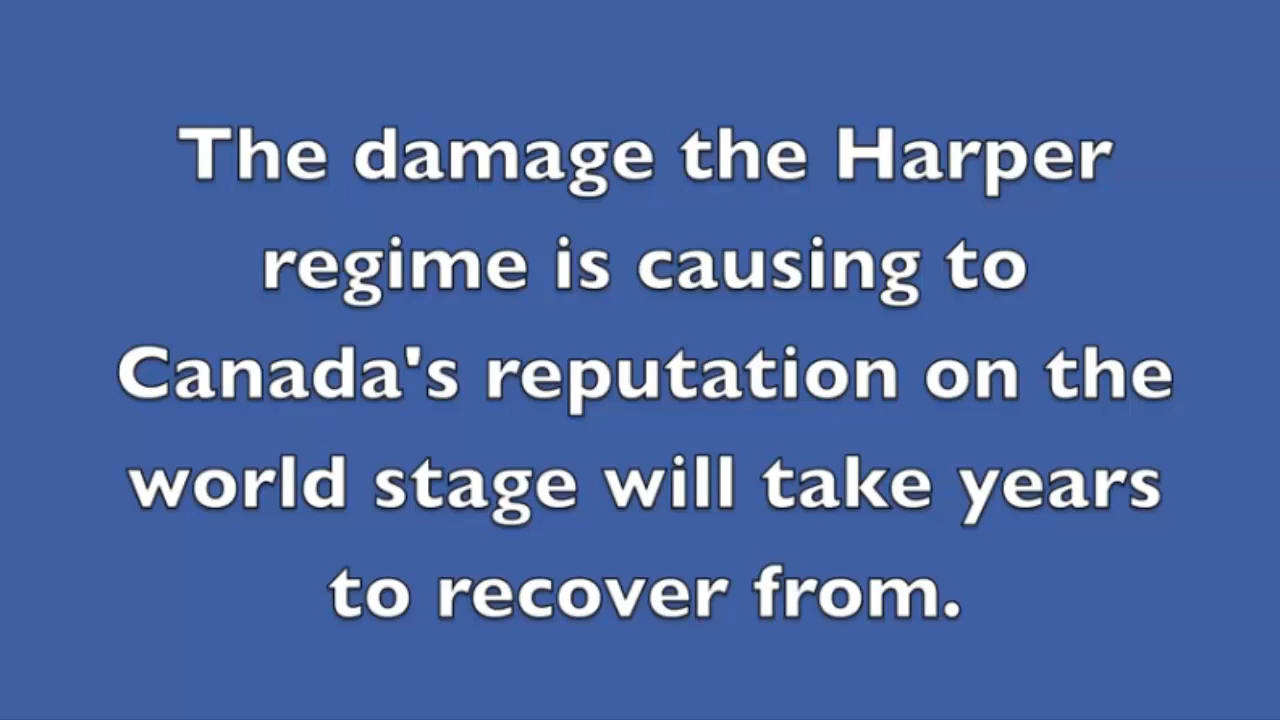 The damage the Harper
regime is causing to
Canada's reputation on the
world stage will take years
to recover from.